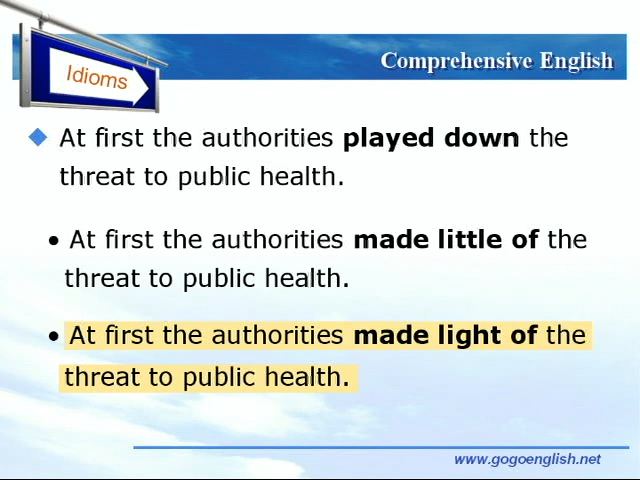 Idioms
Comprehensive English
At first the authorities played down the
threat to public health.
• At first the authorities made little of the
threat to public health.
• At first the authorities made light of the
threat to public health.
www.gogoenglish.net